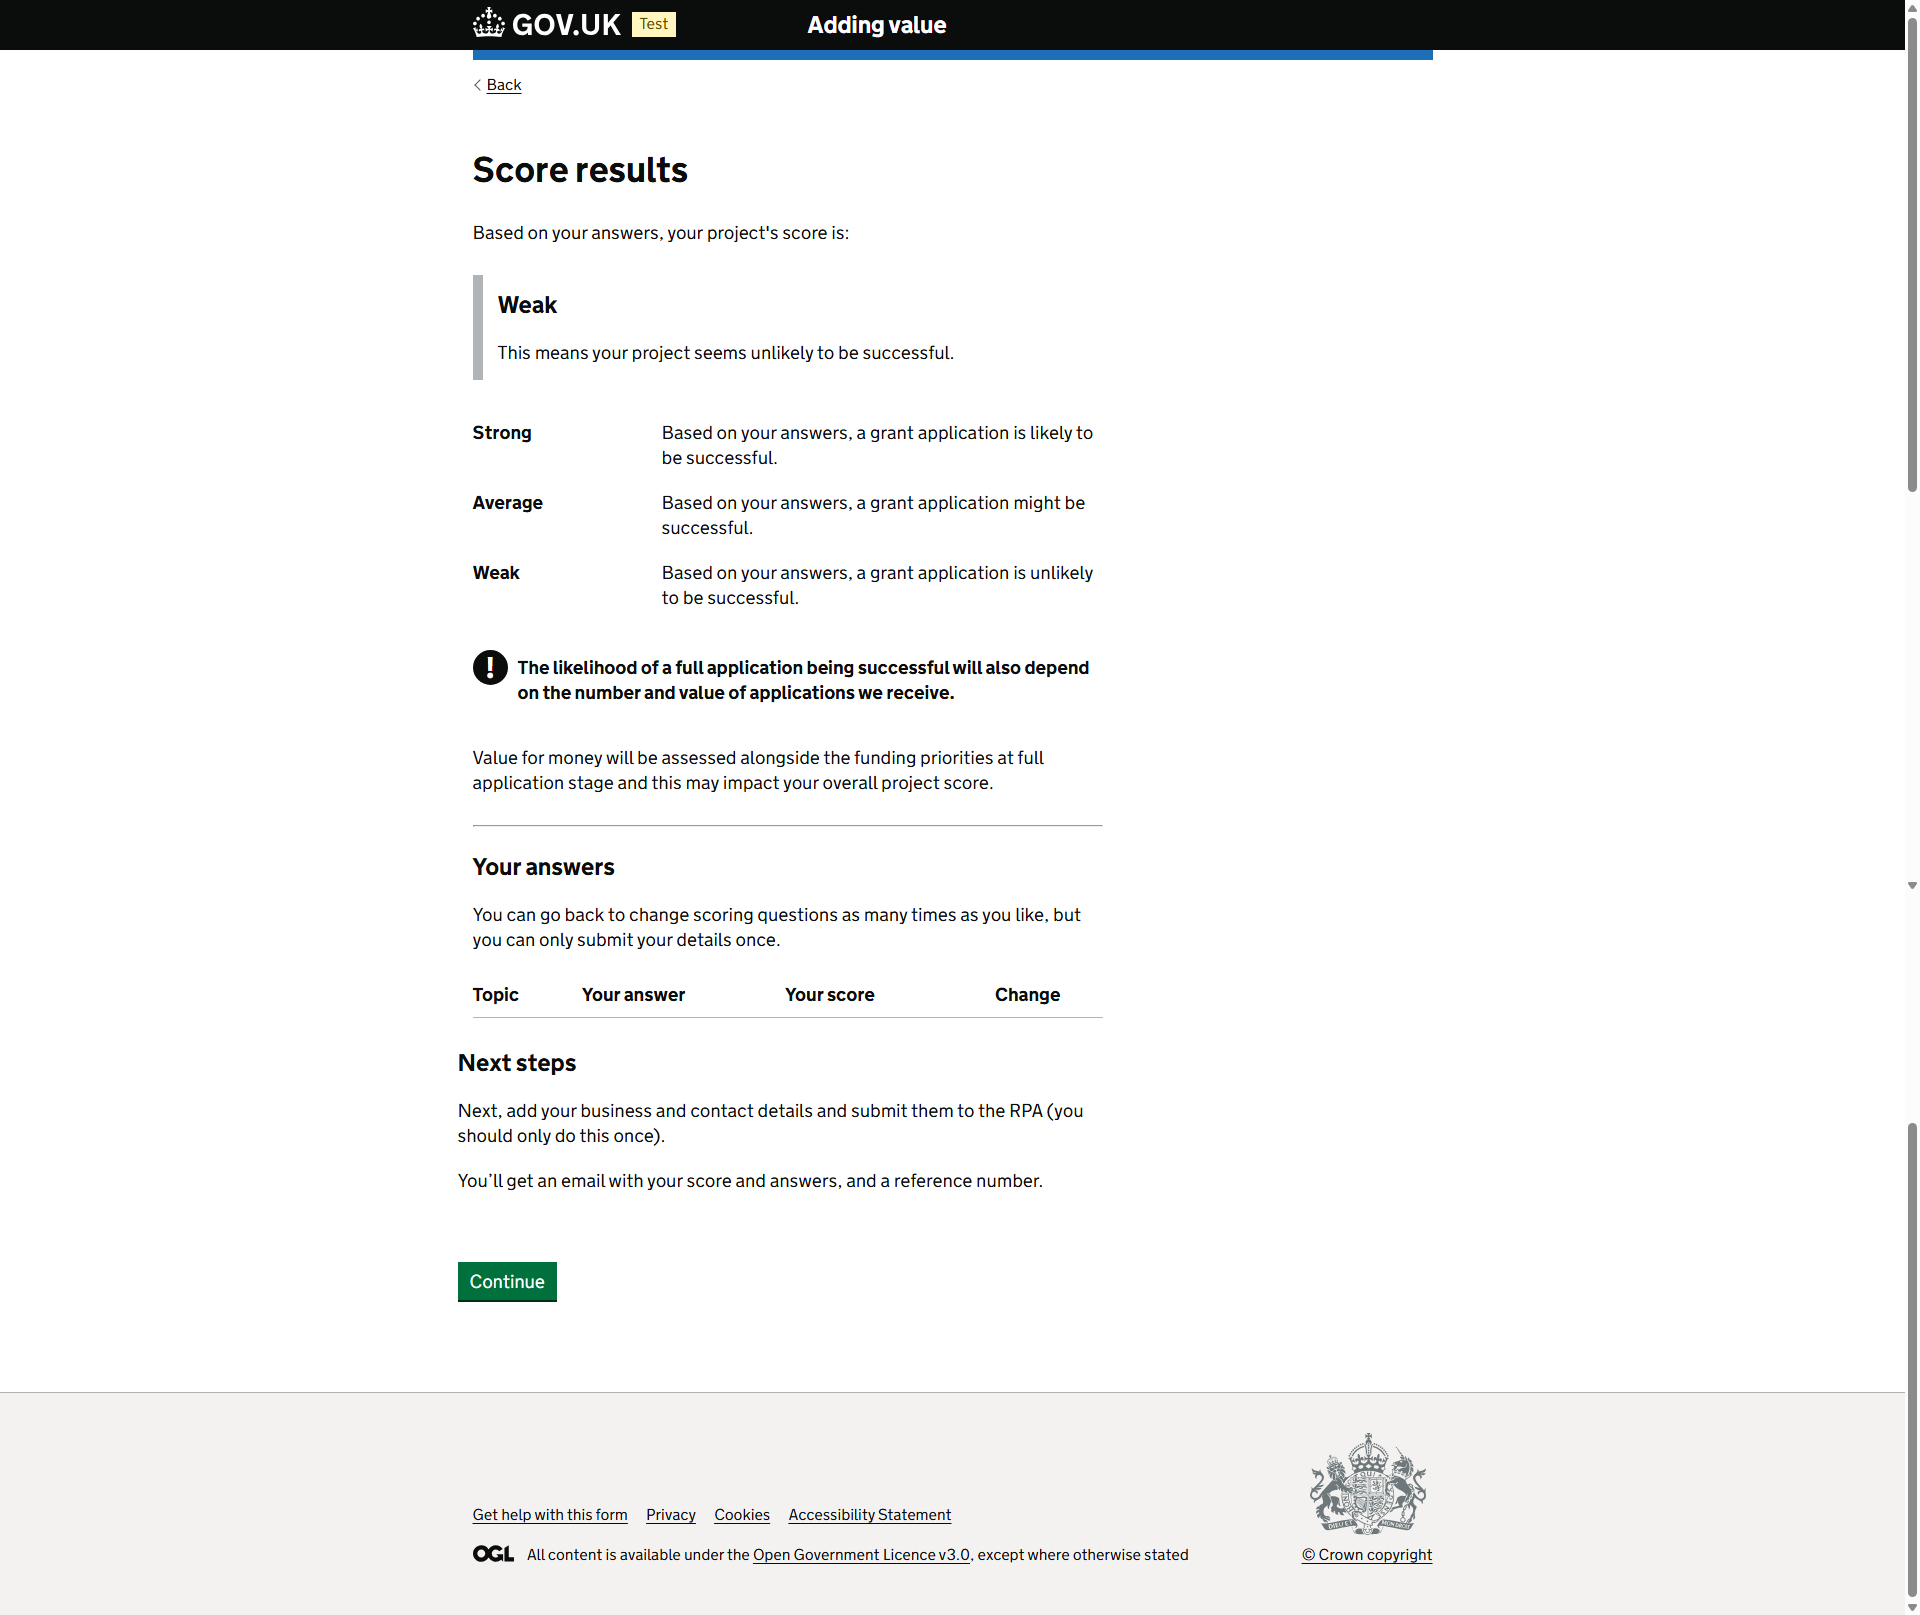 GOV.UK Test Adding value
Back
Score results
Based on your answers, your project's score is:
Weak
This means your project seems unlikely to be successful.
Strong Based on your answers, a grant application is likely to
be successful.
Average Based on your answers, a grant application might be
successful.
Weak Based on your answers, a grant application is unlikely
to be successful.
! The likelihood of a full application being successful will also depend
on the number and value of applications we receive.
Value for money will be assessed alongside the funding priorities at full
application stage and this may impact your overall project score.
Your answers
You can go back to change scoring questions as many times as you like, but
you can only submit your details once.
Topic Your answer Your score Change
Next steps
Next, add your business and contact details and submit them to the RPA (you
should only do this once).
You’ll get an email with your score and answers, and a reference number.
Continue
Get help with this form Privacy Cookies Accessibility Statement
OGL All content is available under the Open Government Licence v3.0, except where otherwise stated
© Crown copyright